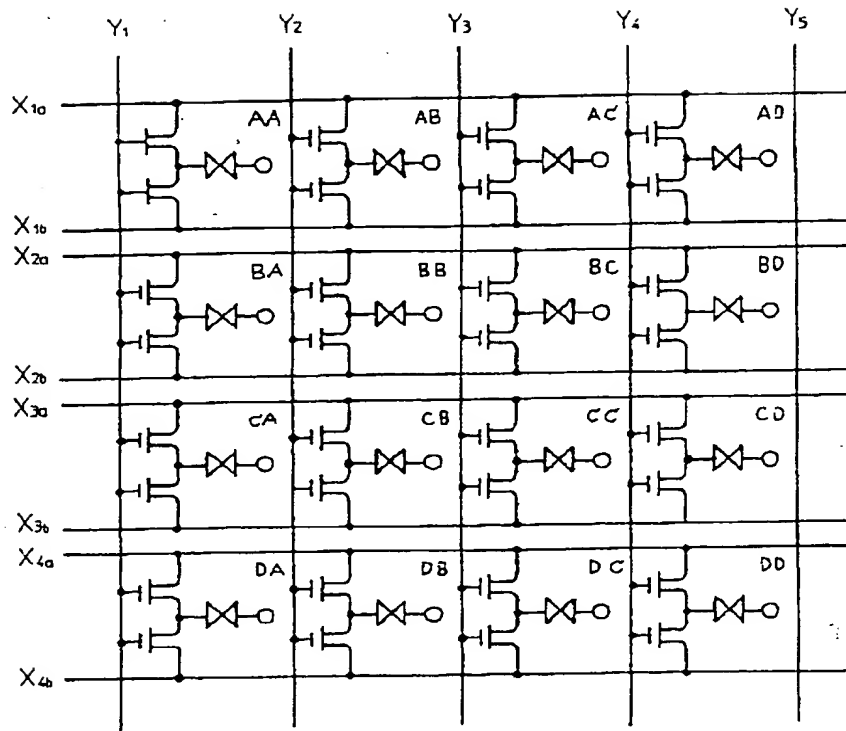 Y1 Y2 Y3 Y4 Y5
X1a
AA AB AC AD
X1b
X2a
BA BB BC BD
X2b
X3a
CA CB CC CD
X3b
X4a
DA DB DC DD
X4b